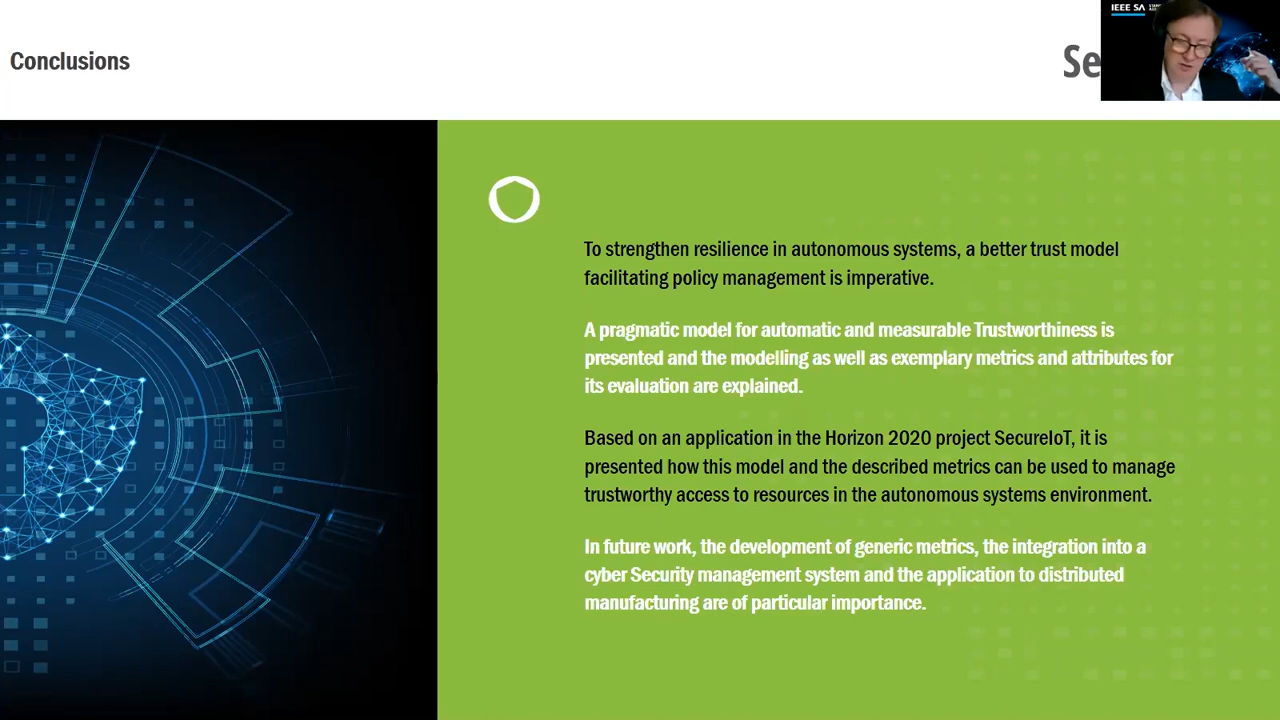 Conclusions
Se
IEEE SA
To strengthen resilience in autonomous systems, a better trust model
facilitating policy management is imperative.
A pragmatic model for automatic and measurable Trustworthiness is
presented and the modelling as well as exemplary metrics and attributes for
its evaluation are explained.
Based on an application in the Horizon 2020 project SecureIoT, it is
presented how this model and the described metrics can be used to manage
trustworthy access to resources in the autonomous systems environment.
In future work, the development of generic metrics, the integration into a
cyber Security management system and the application to distributed
manufacturing are of particular importance.